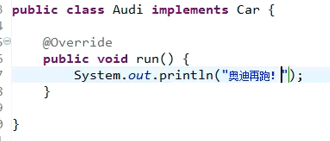 public class Audi implements Car {
@Override
public void run() {
System.out.println("奥迪再跑！");
}
}